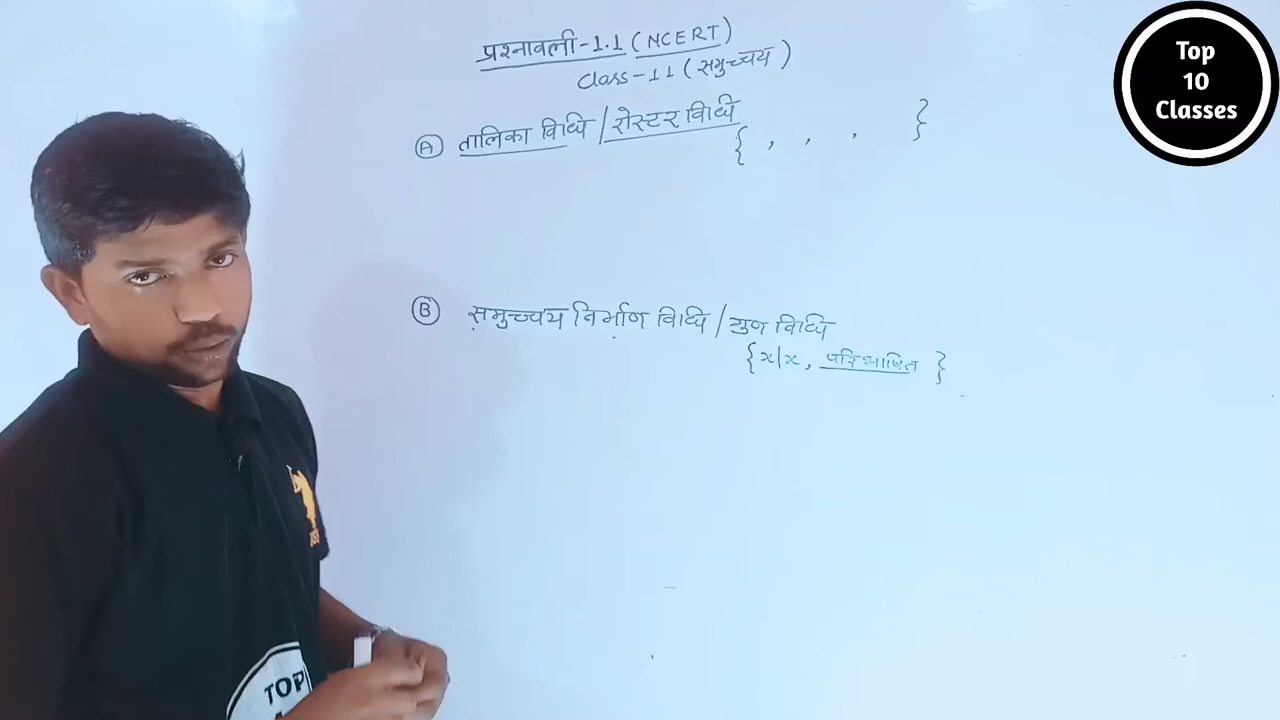 प्रश्नावली-1.1 (NCERT)
Class-11 (समुच्चय)
Top
10
Classes
(A) तालिका विधि / रोस्टर विधि
{ , , , }
(B) समुच्चय निर्माण विधि / गुण विधि
{x|x, परिभाषित }
TOP